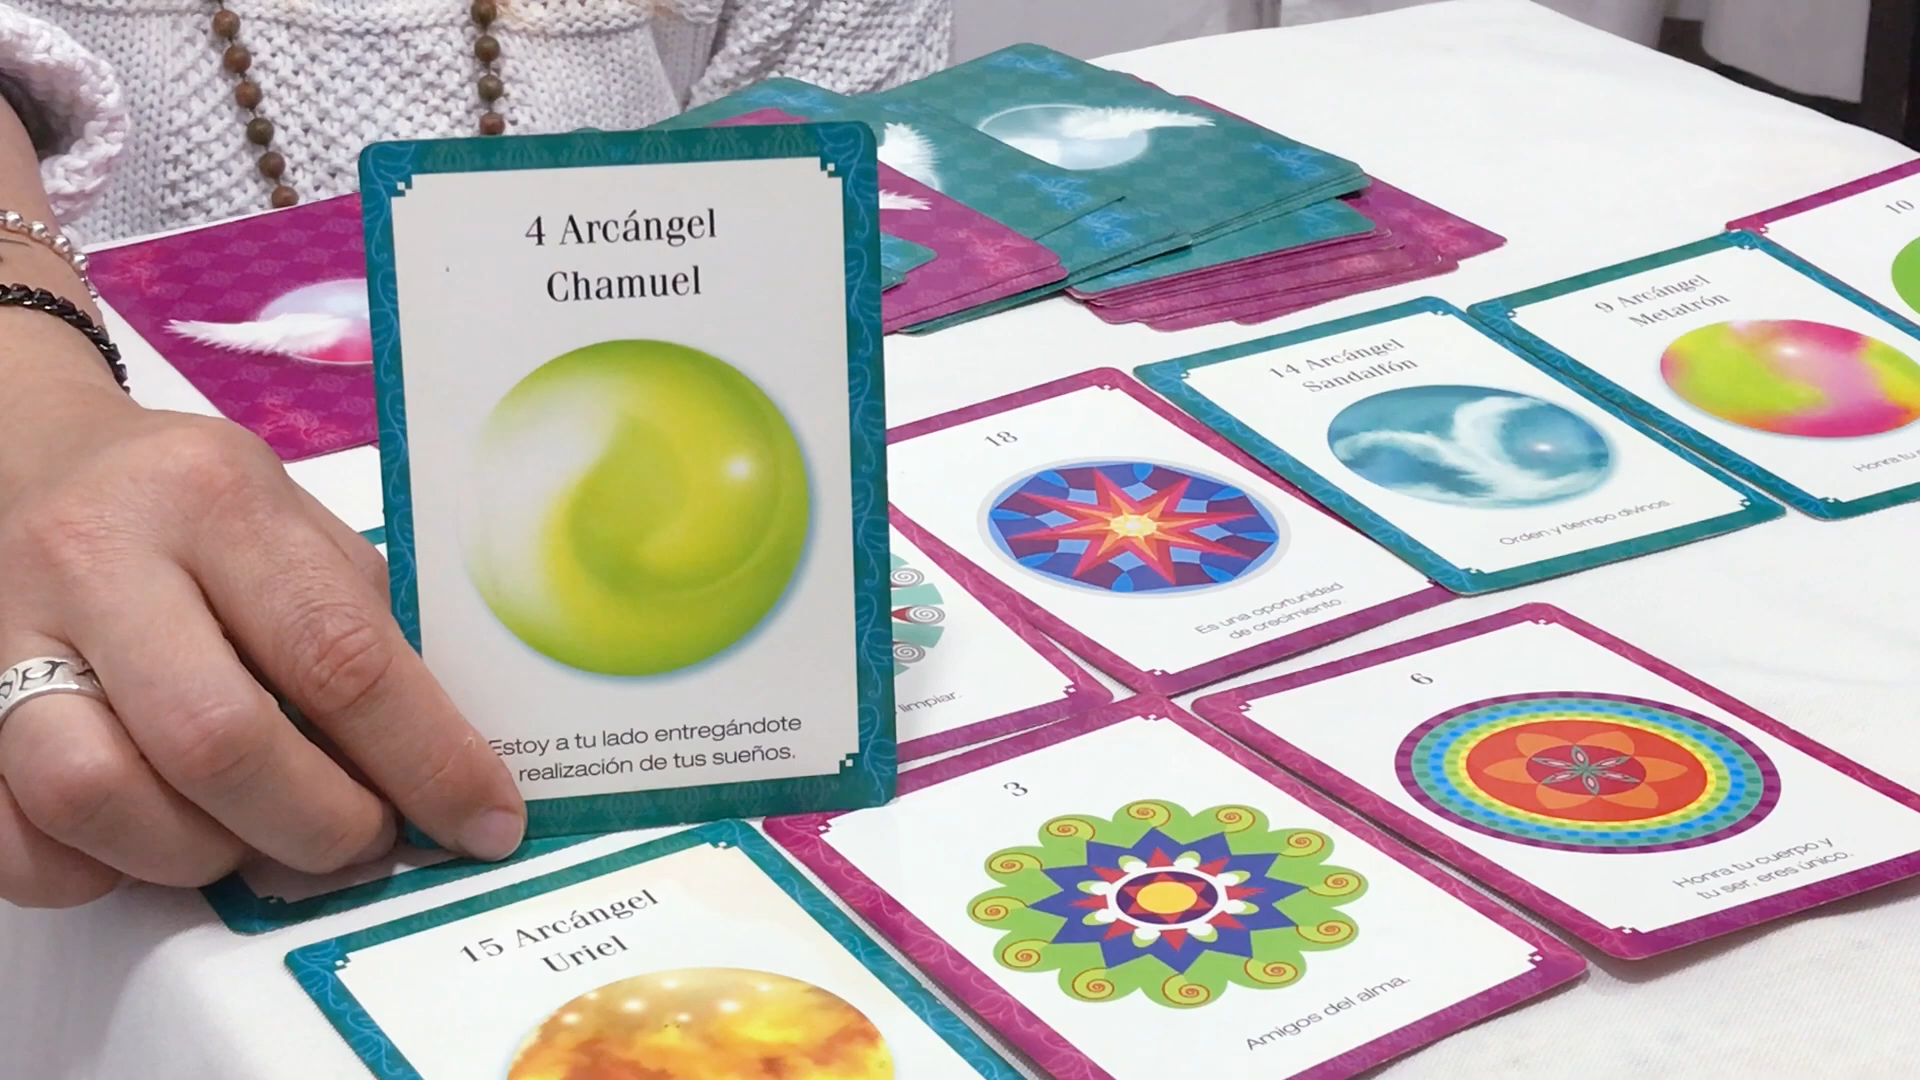 4 Arcángel
Chamuel
Estoy a tu lado entregándote
realización de tus sueños.
10
9 Arcángel
Metatrón
Honra tu
14 Arcángel
Sandalfón
Orden y tiempo divinos.
18
Es una oportunidad
de crecimiento.
limpiar.
6
Honra tu cuerpo y
tu ser, eres único.
3
Amigos del alma.
15 Arcángel
Uriel